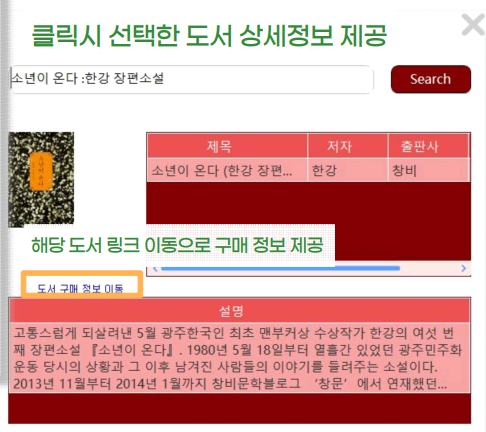 클릭시 선택한 도서 상세정보 제공
소년이 온다 :한강 장편소설
Search
제목 저자 출판사
소년이 온다 (한강 장편... 한강 창비
해당 도서 링크 이동으로 구매 정보 제공
도서 구매 정보 이동
설명
고통스럽게 되살려낸 5월 광주한국인 최초 맨부커상 수상작가 한강의 여섯 번
째 장편소설 『소년이 온다』. 1980년 5월 18일부터 열흘간 있었던 광주민주화
운동 당시의 상황과 그 이후 남겨진 사람들의 이야기를 들려주는 소설이다.
2013년 11월부터 2014년 1월까지 창비문학블로그 ‘창문’에서 연재했던...